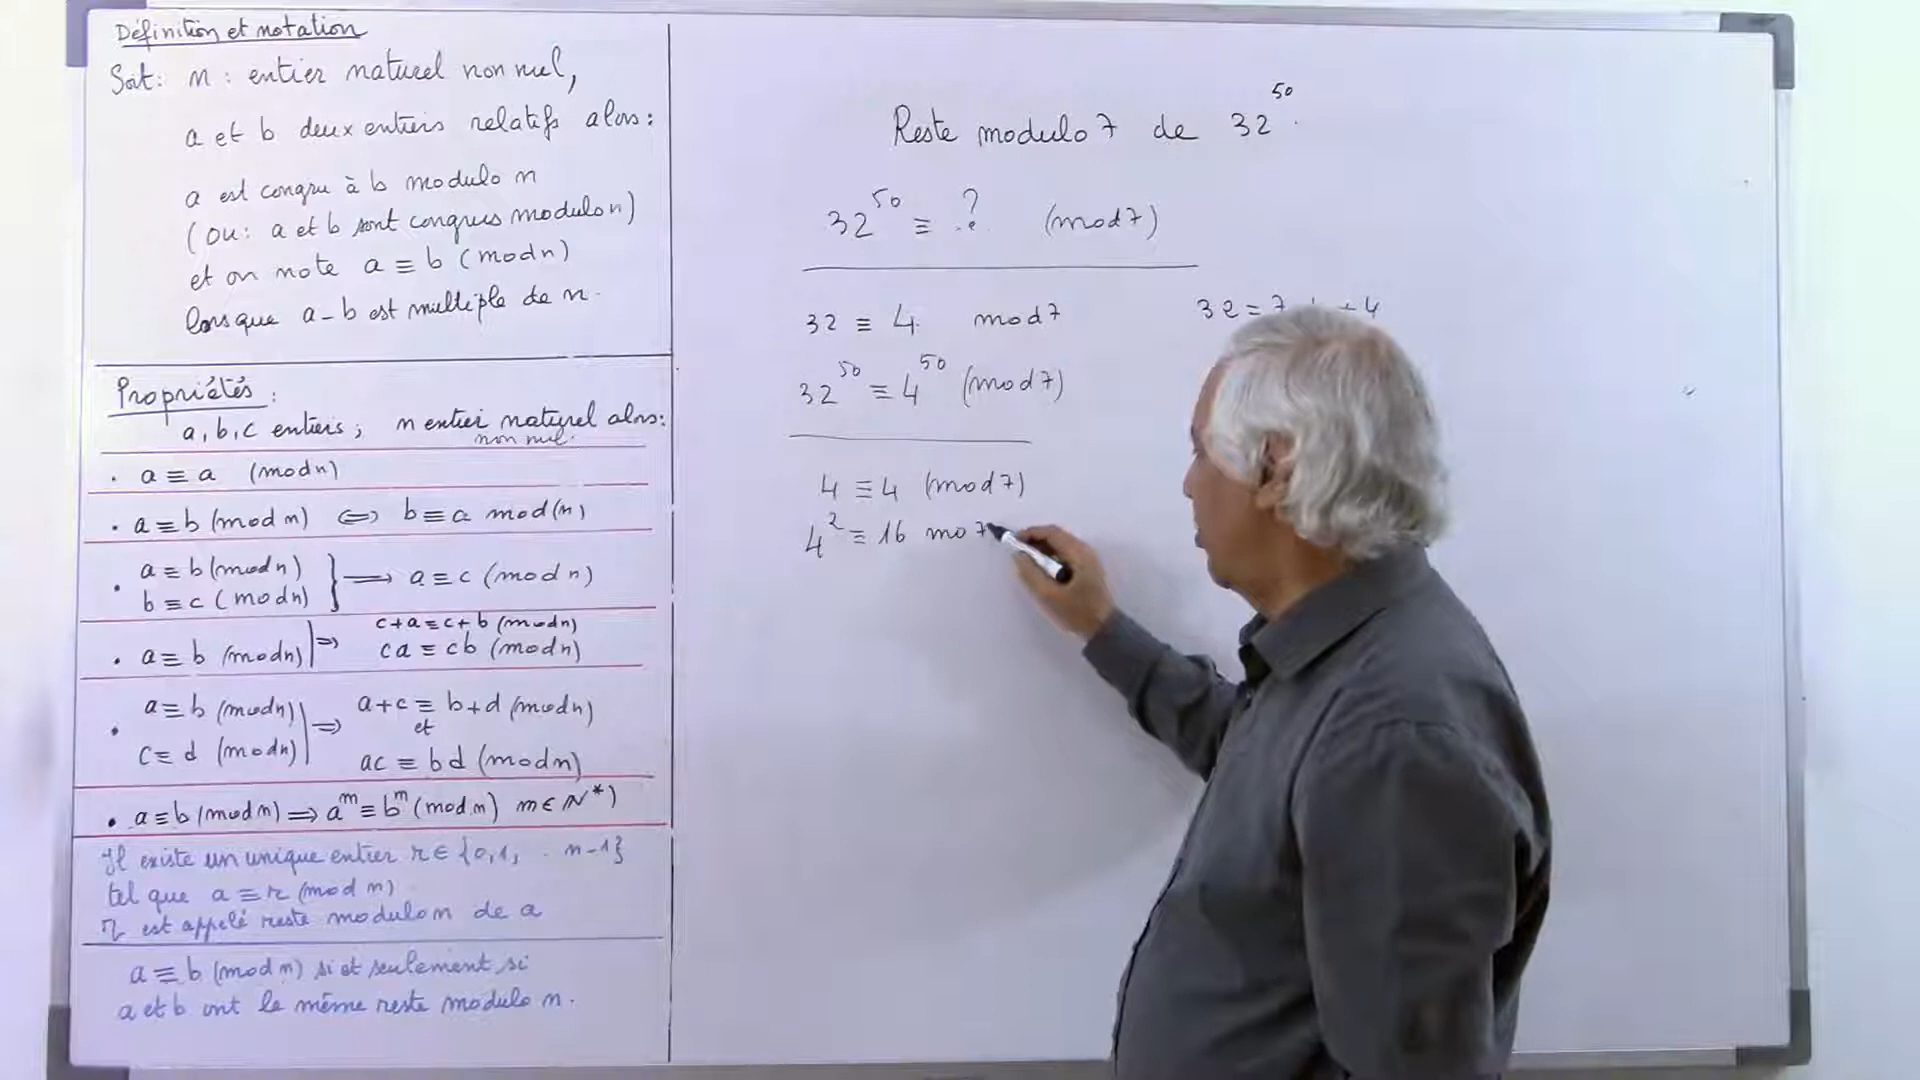 Définition et notation
Soit: n : entier naturel non nul,
a et b deux entiers relatifs alors:
a est congru à b modulo n
(ou: a et b sont congrus modulo n)
et on note a ≡ b (mod n)
lorsque a - b est multiple de n.
Propriétés :
a, b, c entiers; n entier naturel alors:
non nul.
. a ≡ a (mod n)
. a ≡ b (mod n) ⟺ b ≡ a mod(n)
. a ≡ b (mod n) } ⟹ a ≡ c (mod n)
b ≡ c (mod n)
c+a ≡ c+b (mod n)
. a ≡ b (mod n) | ⇒ ca ≡ cb (mod n)
. a ≡ b (mod n) | ⇒ a+c ≡ b+d (mod n)
et
c ≡ d (mod n) ac ≡ bd (mod n)
. a ≡ b (mod n) ⟹ a^m ≡ b^m (mod n) m ∈ N*)
Il existe un unique entier r ∈ {0,1, . n-1}
tel que a ≡ r (mod n)
r est appelé reste modulo n de a
a ≡ b (mod n) si et seulement si
a et b ont le même reste modulo n.
Reste modulo 7 de 32^50.
32^50 ≡ ? (mod 7)
32 ≡ 4 mod 7
32 = 7 + 4
32^50 ≡ 4^50 (mod 7)
4 ≡ 4 (mod 7)
4^2 ≡ 16 mo 7